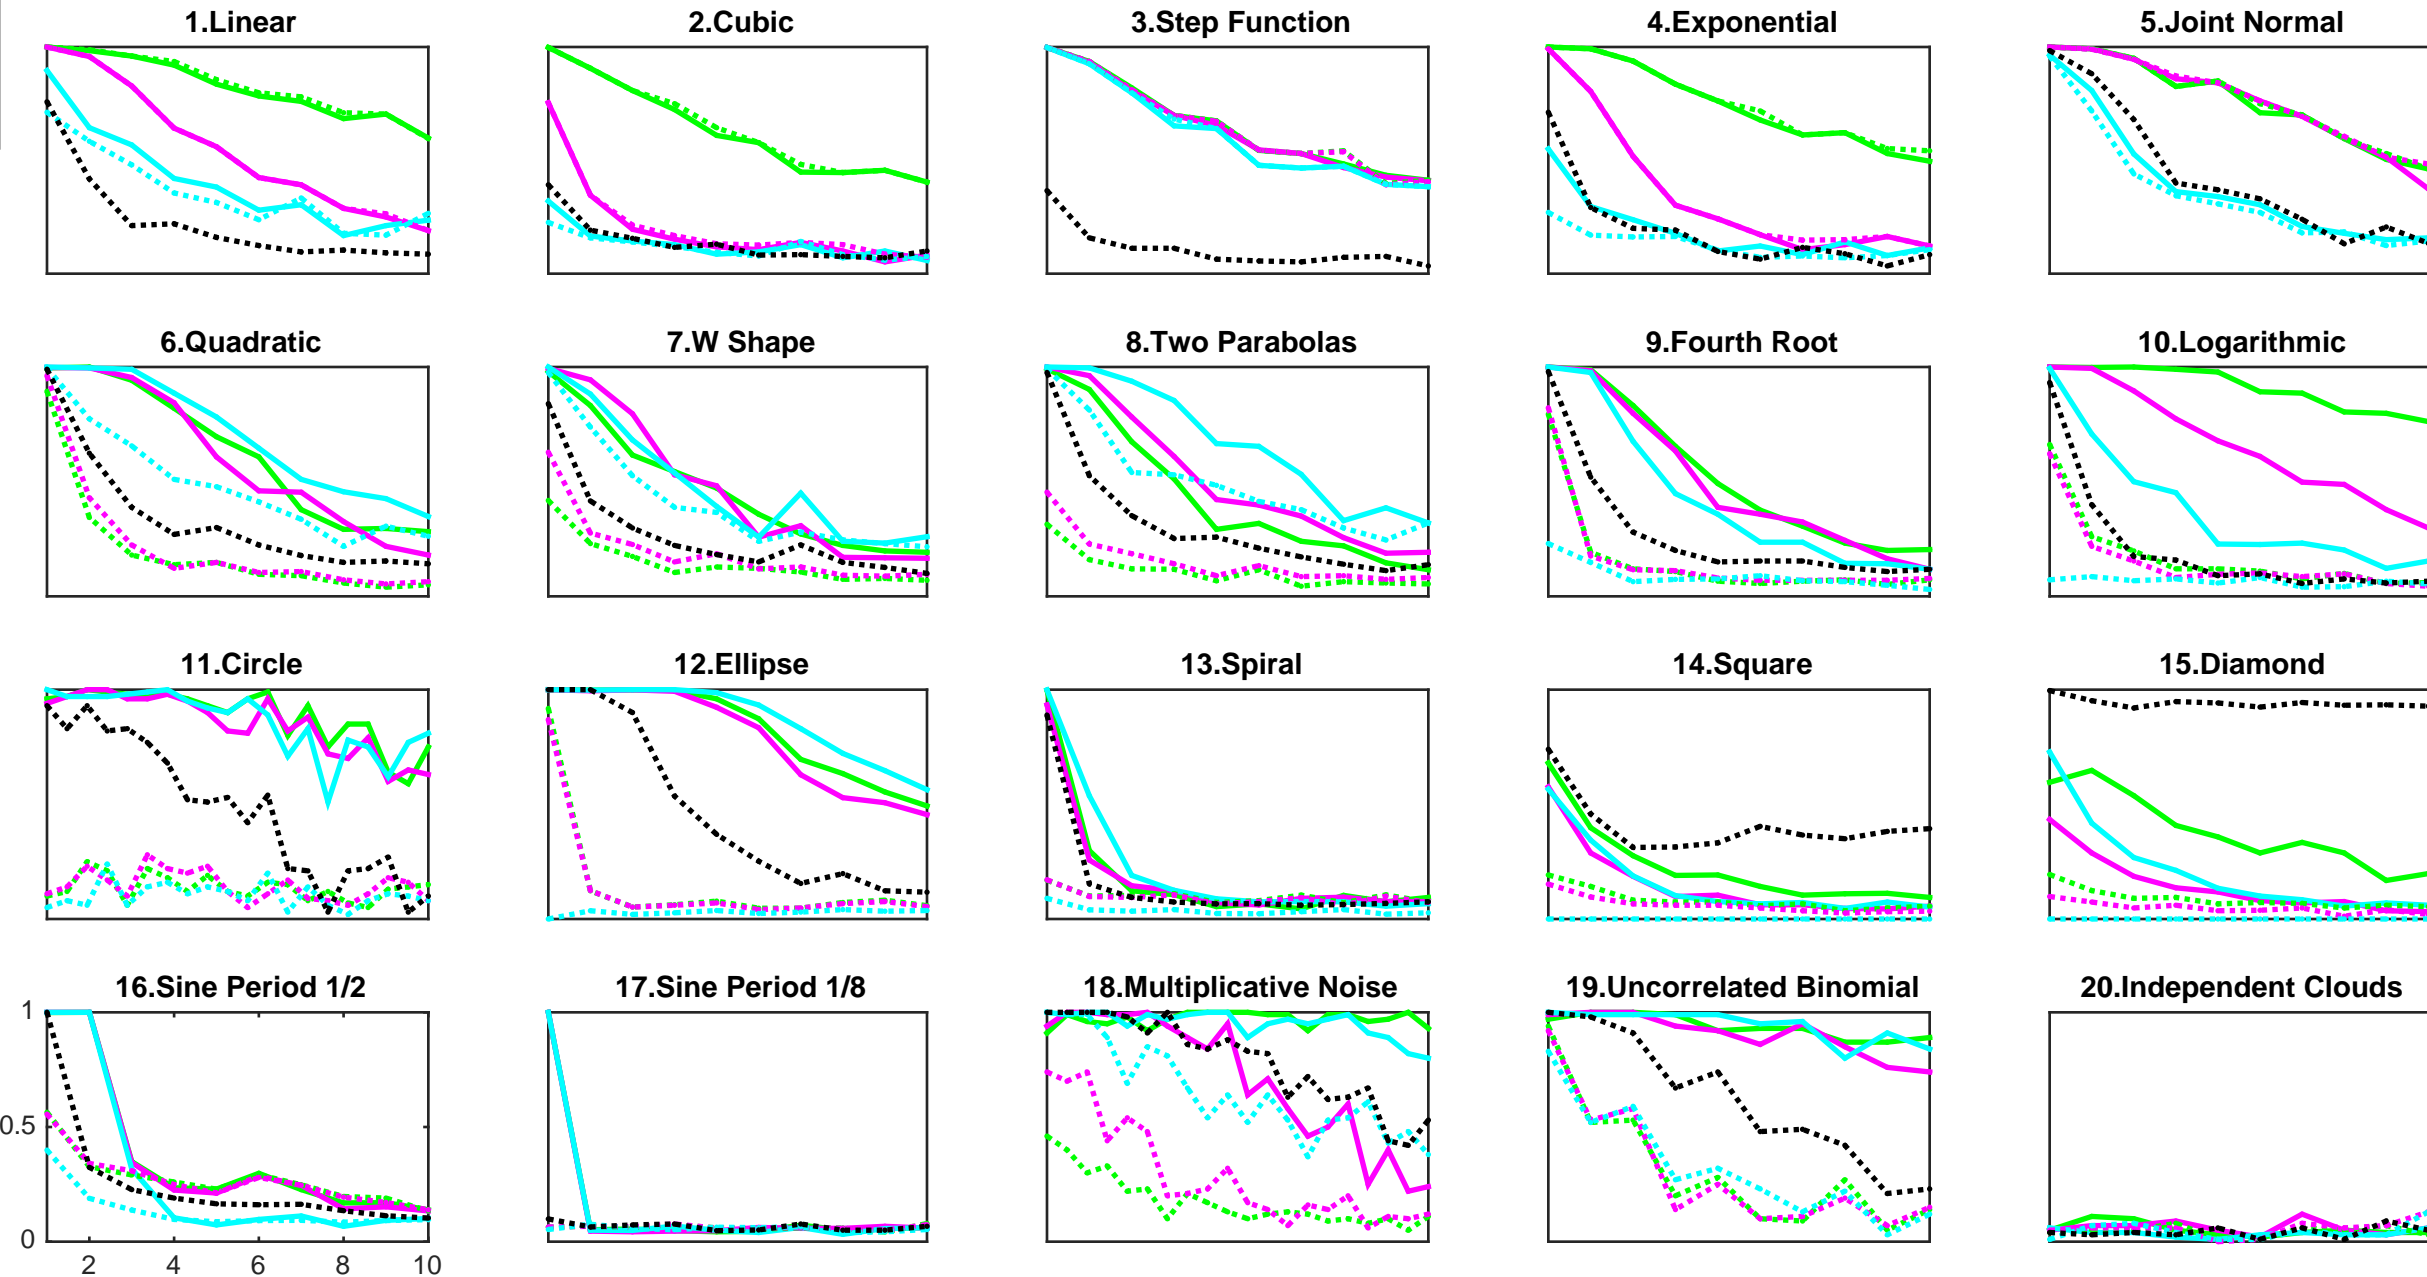 1.Linear
2.Cubic
3.Step Function
4.Exponential
5.Joint Normal
6.Quadratic
7.W Shape
8.Two Parabolas
9.Fourth Root
10.Logarithmic
11.Circle
12.Ellipse
13.Spiral
14.Square
15.Diamond
16.Sine Period 1/2
17.Sine Period 1/8
18.Multiplicative Noise
19.Uncorrelated Binomial
20.Independent Clouds
1
0.5
0
2 4 6 8 10